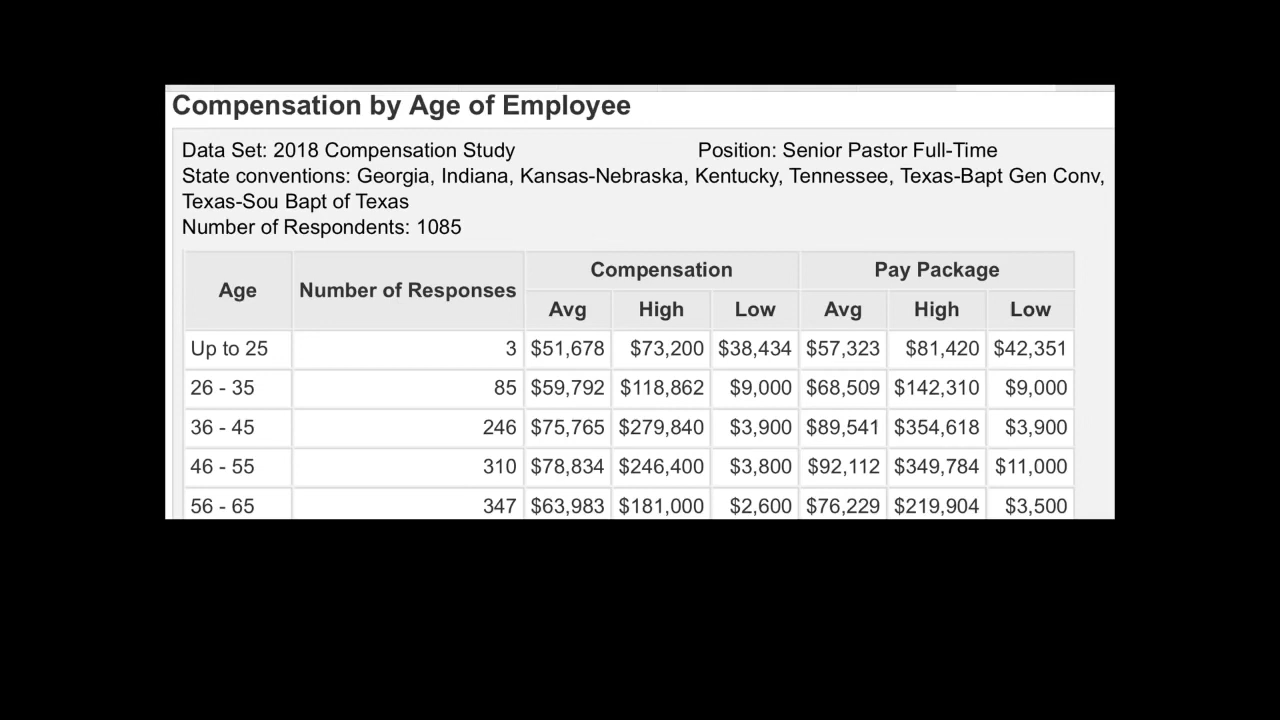 Compensation by Age of Employee
Data Set: 2018 Compensation Study Position: Senior Pastor Full-Time
State conventions: Georgia, Indiana, Kansas-Nebraska, Kentucky, Tennessee, Texas-Bapt Gen Conv,
Texas-Sou Bapt of Texas
Number of Respondents: 1085
Age Number of Responses Compensation Pay Package
Avg High Low Avg High Low
Up to 25 3 $51,678 $73,200 $38,434 $57,323 $81,420 $42,351
26 - 35 85 $59,792 $118,862 $9,000 $68,509 $142,310 $9,000
36 - 45 246 $75,765 $279,840 $3,900 $89,541 $354,618 $3,900
46 - 55 310 $78,834 $246,400 $3,800 $92,112 $349,784 $11,000
56 - 65 347 $63,983 $181,000 $2,600 $76,229 $219,904 $3,500